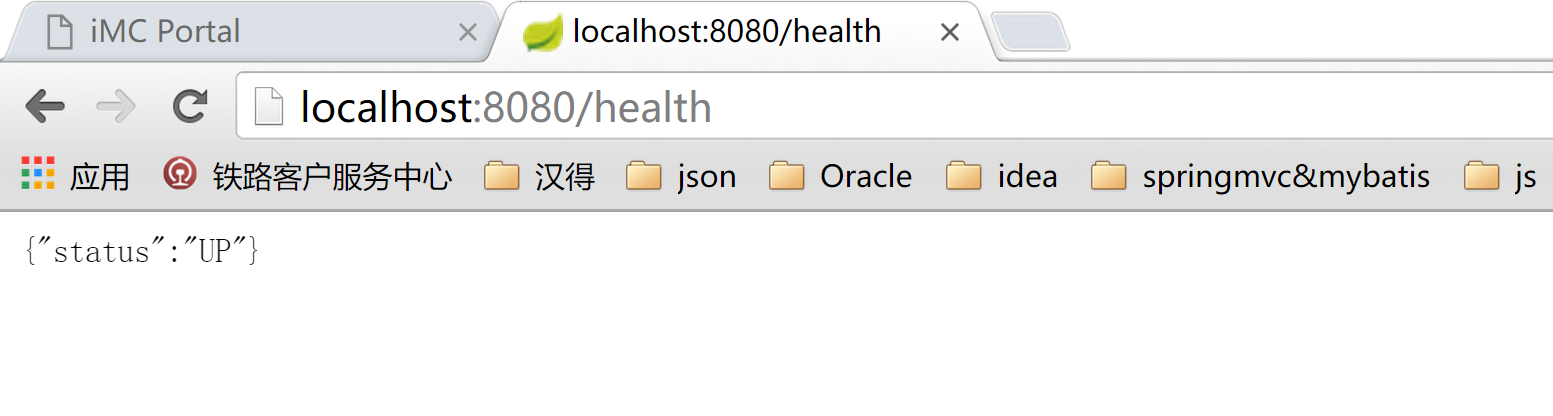 iMC Portal localhost:8080/health
localhost:8080/health
应用 铁路客户服务中心 汉得 json Oracle idea springmvc&mybatis js
{"status":"UP"}